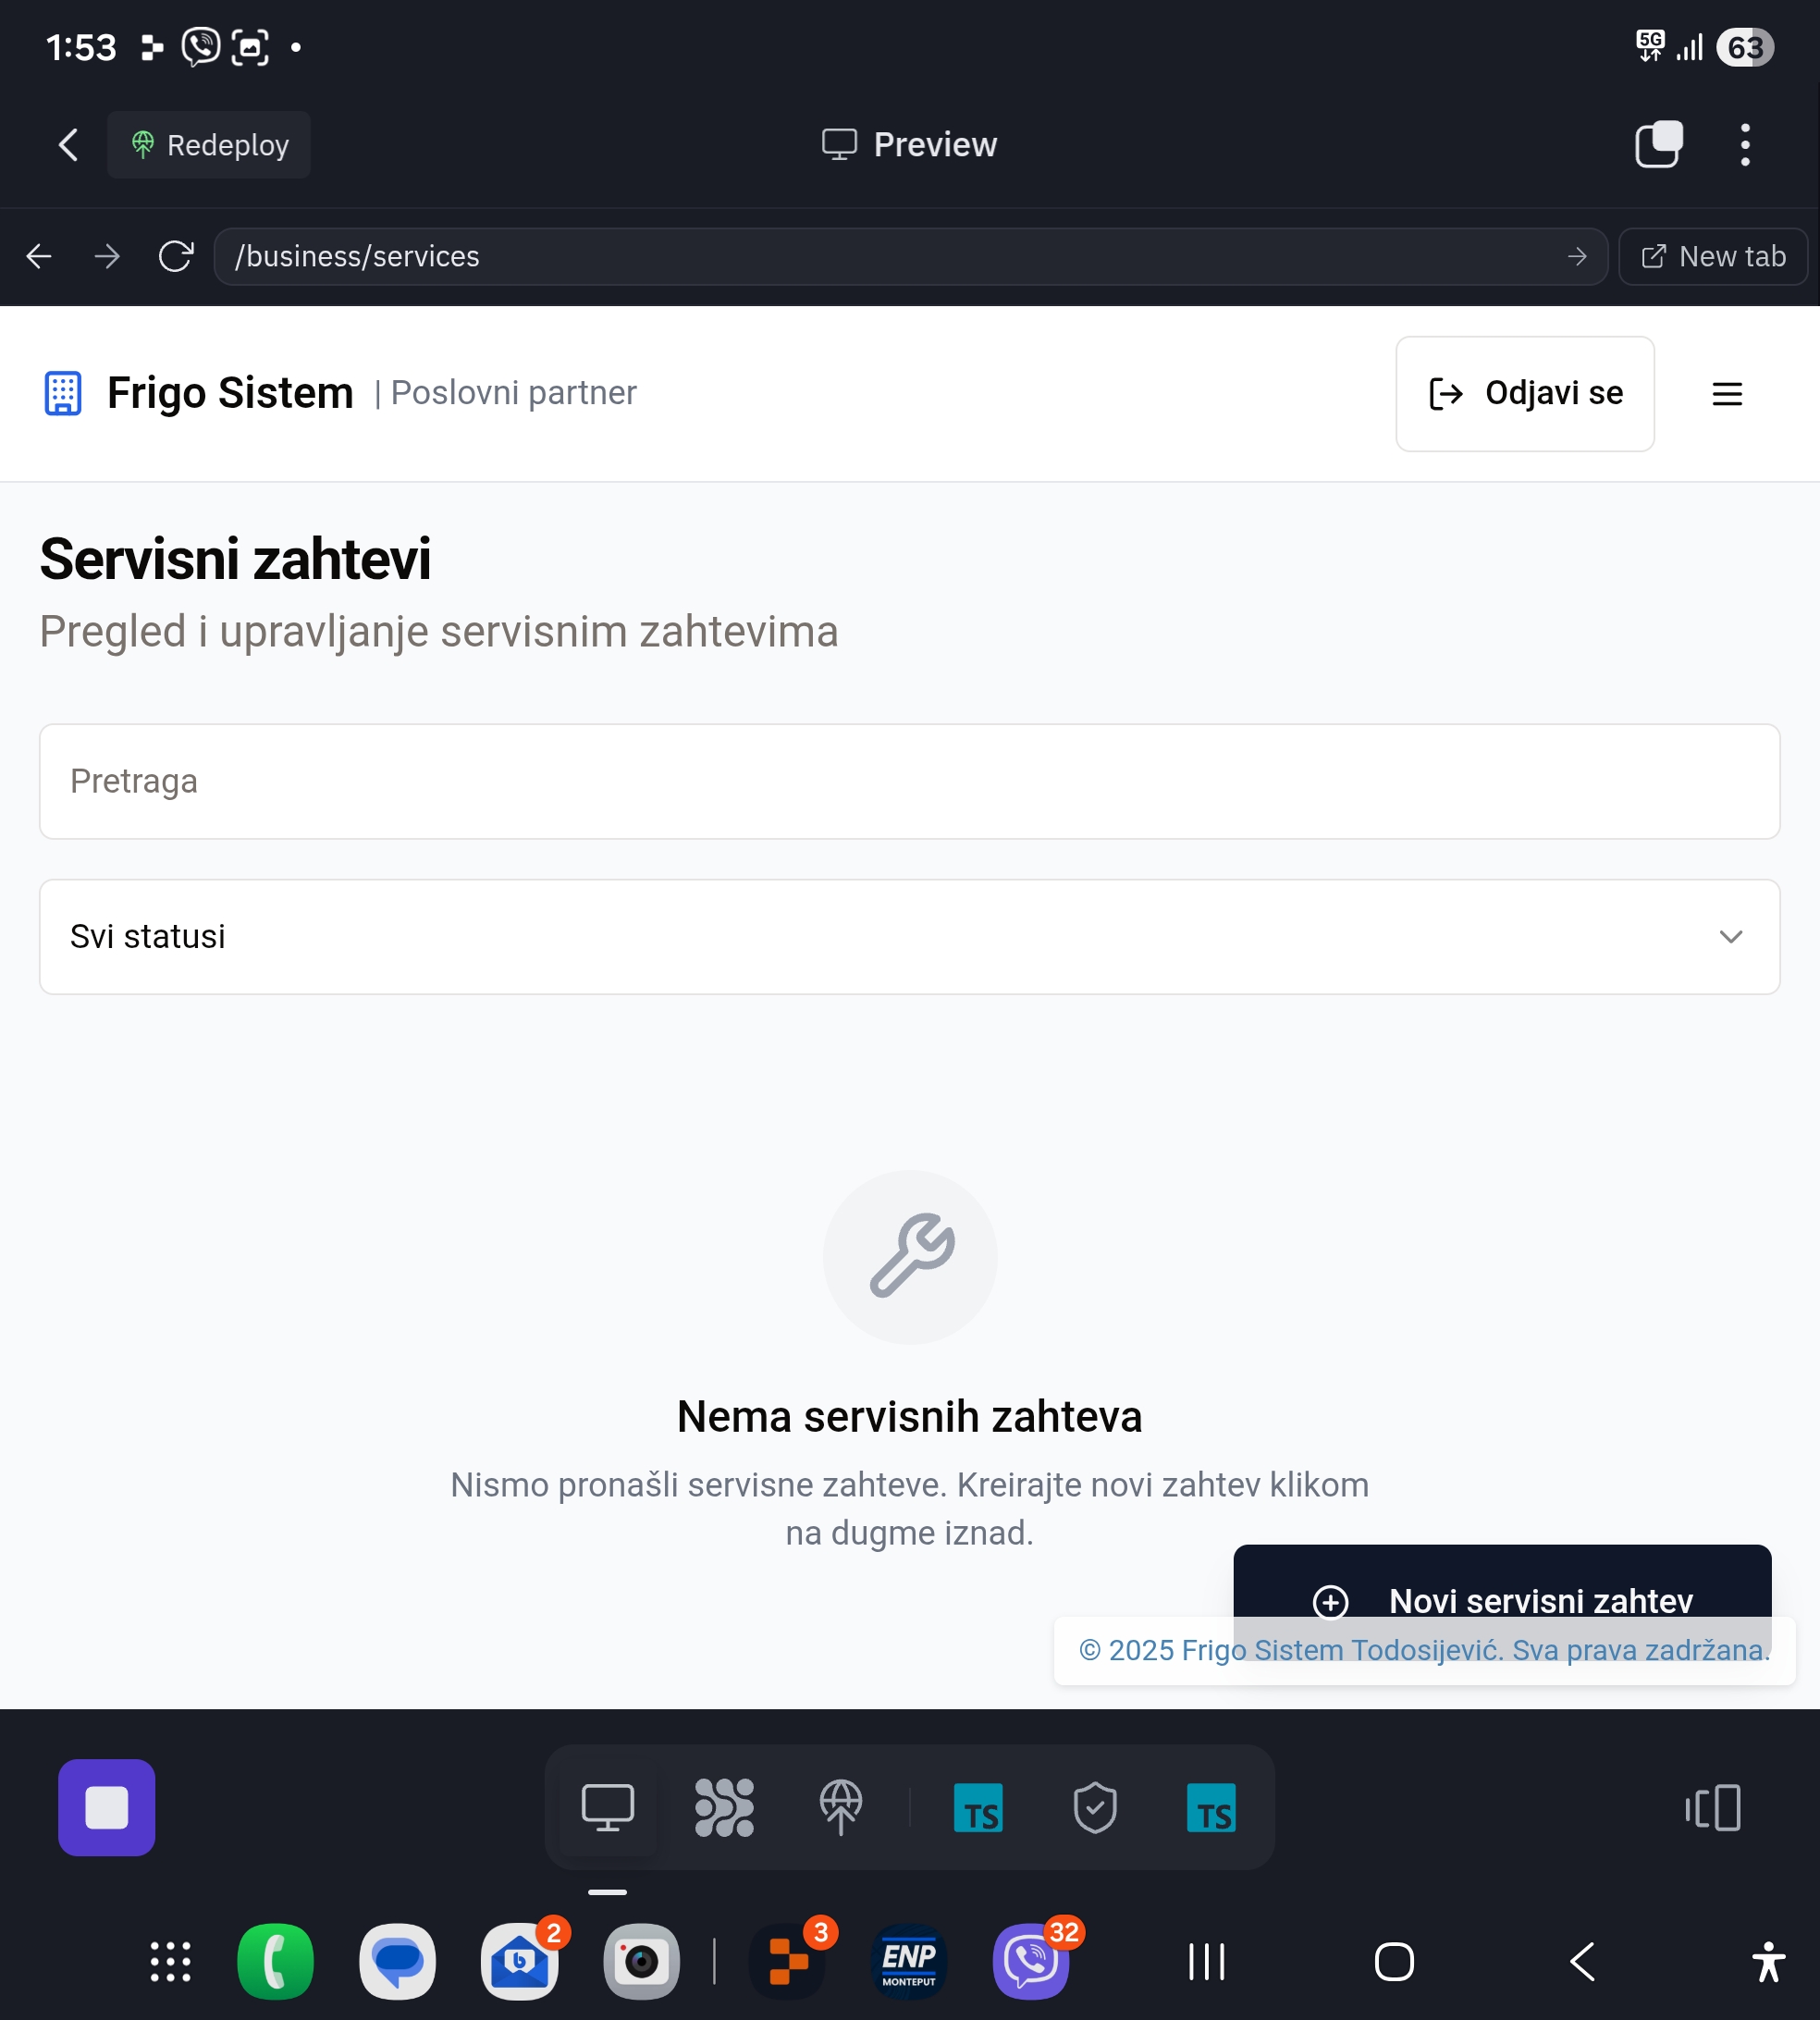 1:53
5G
63
Redeploy
Preview
/business/services
New tab
Frigo Sistem | Poslovni partner
Odjavi se
Servisni zahtevi
Pregled i upravljanje servisnim zahtevima
Pretraga
Svi statusi
Nema servisnih zahteva
Nismo pronašli servisne zahteve. Kreirajte novi zahtev klikom
na dugme iznad.
Novi servisni zahtev
© 2025 Frigo Sistem Todosijević. Sva prava zadržana.
TS
TS
2
3
ENP
MONTEPUT
32